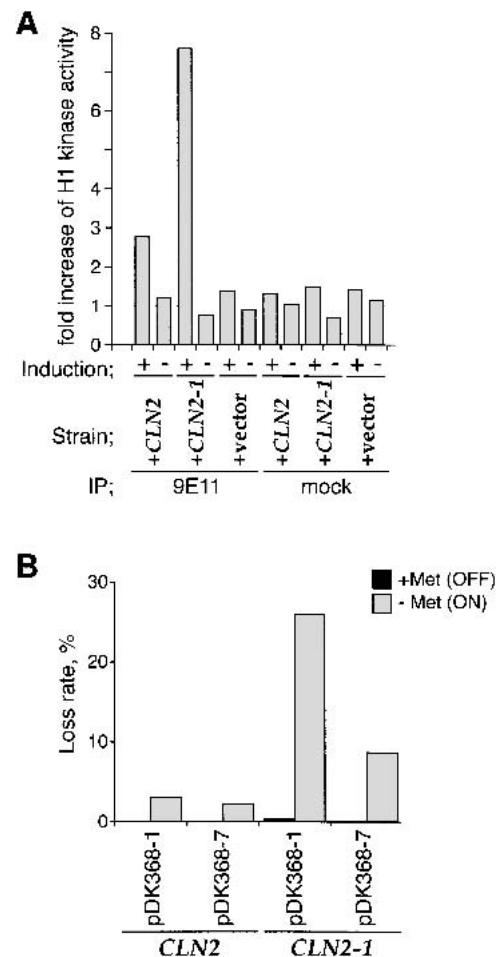 A
fold increase of H1 kinase activity
8
6
4
3
2
1
0
Induction; + - + - + - + - + - + -
Strain; +CLN2 +CLN2-1 +vector +CLN2 +CLN2-1 +vector
IP; 9E11 mock
B
+Met (OFF)
- Met (ON)
Loss rate, %
30
20
10
0
pDK368-1 pDK368-7 pDK368-1 pDK368-7
CLN2 CLN2-1